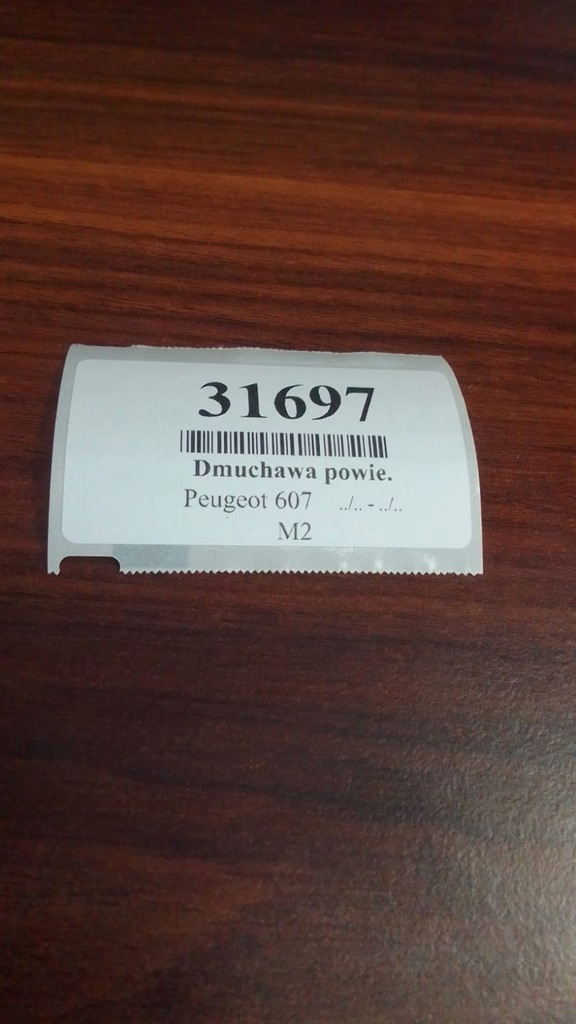 31697
Dmuchawa powie.
Peugeot 607 ../.. - ../..
M2